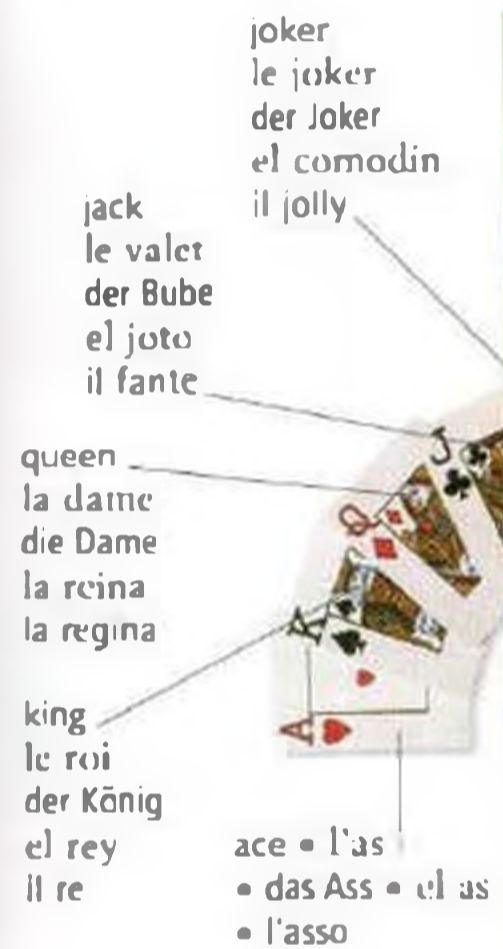 joker
le joker
der Joker
el comodin
il jolly
jack
le valet
der Bube
el joto
il fante
queen
la dame
die Dame
la reina
la regina
king
le roi
der König
el rey
il re
J
Q
K
A
ace • l'as
• das Ass • el as
• l'asso